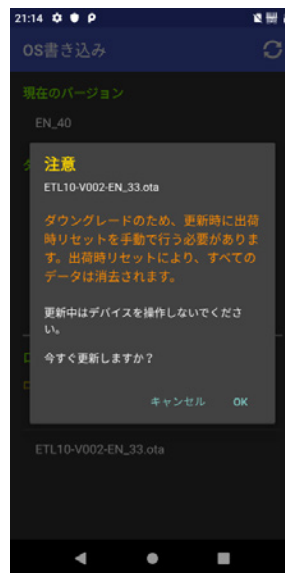 21:14
OS書き込み
現在のバージョン
EN_40
注意
ETL10-V002-EN_33.ota
ダウングレードのため、更新時に出荷
時リセットを手動で行う必要がありま
す。出荷時リセットにより、すべての
データは消去されます。
更新中はデバイスを操作しないでくださ
い。
今すぐ更新しますか？
キャンセル OK
ETL10-V002-EN_33.ota